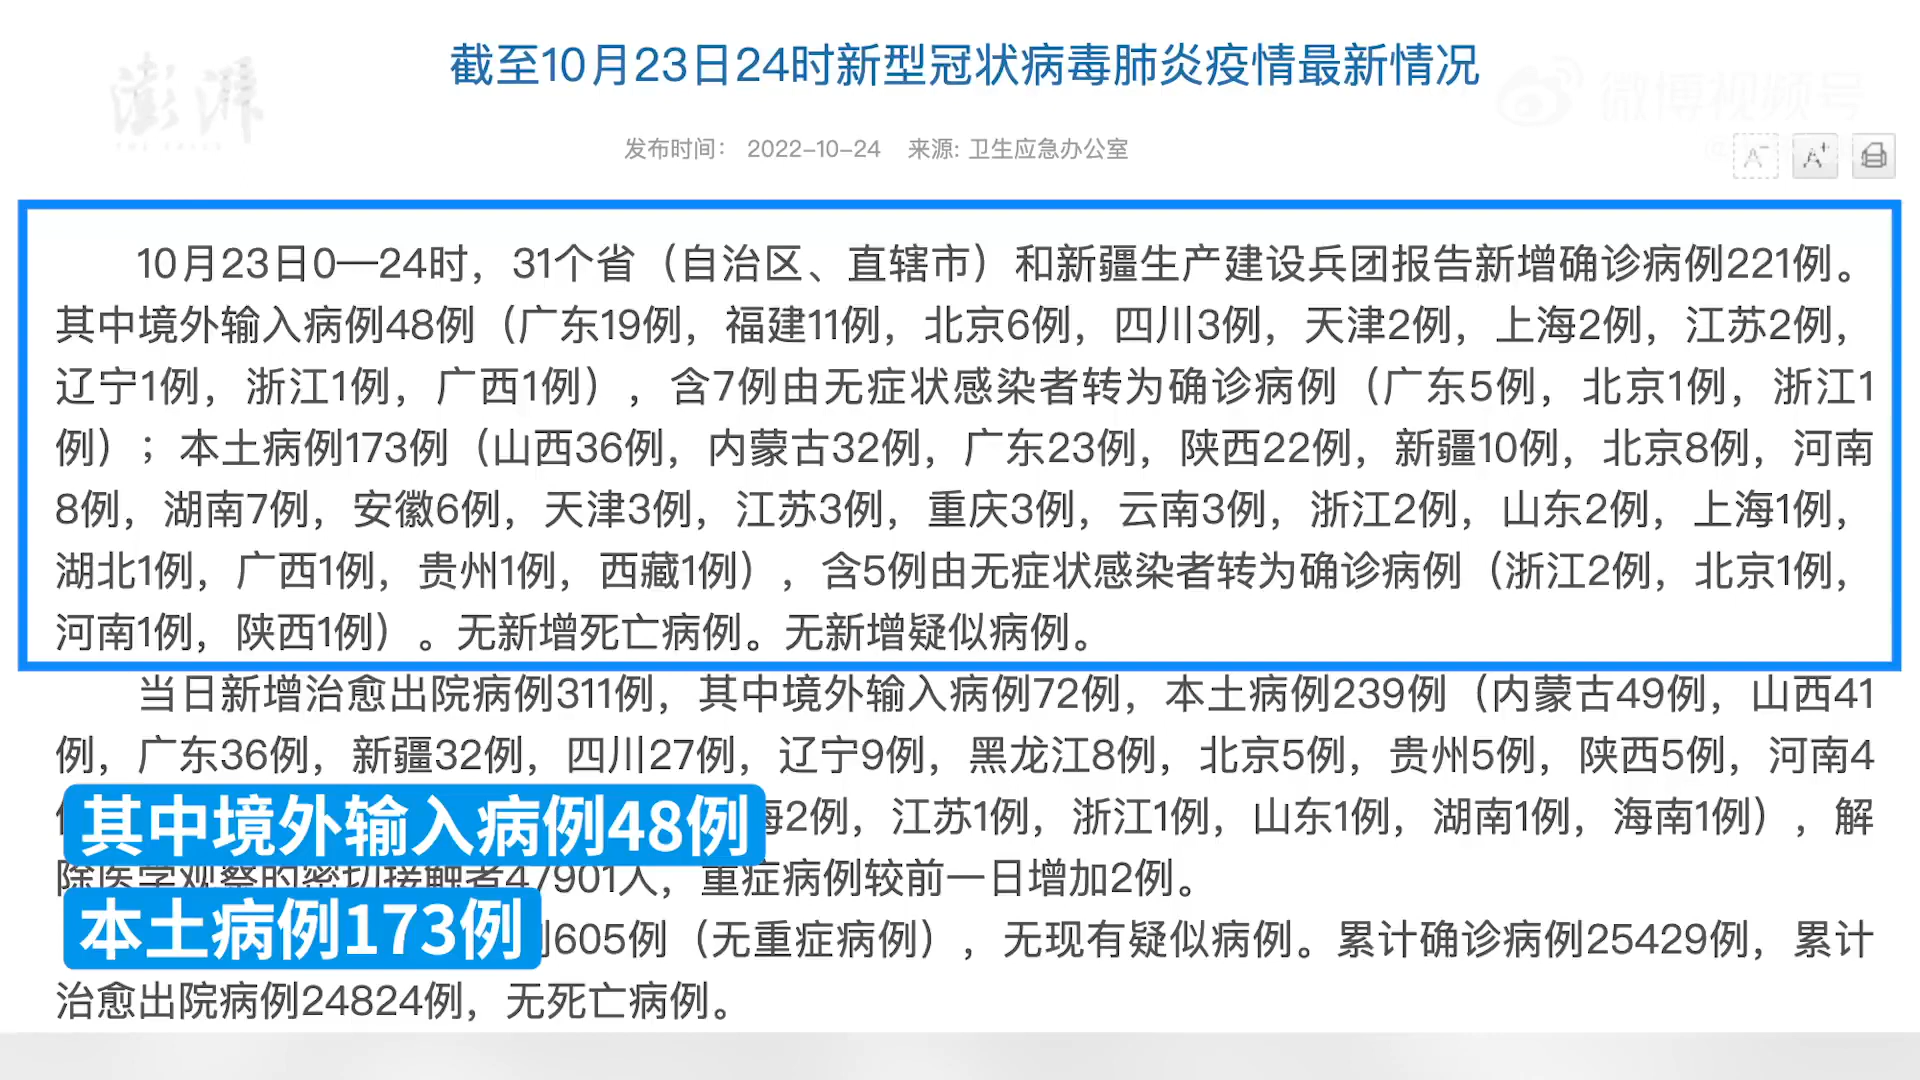 截至10月23日24时新型冠状病毒肺炎疫情最新情况
澎湃
微博视频号
发布时间： 2022-10-24 来源: 卫生应急办公室
A-
A+
10月23日0—24时，31个省（自治区、直辖市）和新疆生产建设兵团报告新增确诊病例221例。
其中境外输入病例48例（广东19例，福建11例，北京6例，四川3例，天津2例，上海2例，江苏2例，
辽宁1例，浙江1例，广西1例），含7例由无症状感染者转为确诊病例（广东5例，北京1例，浙江1
例）；本土病例173例（山西36例，内蒙古32例，广东23例，陕西22例，新疆10例，北京8例，河南
8例，湖南7例，安徽6例，天津3例，江苏3例，重庆3例，云南3例，浙江2例，山东2例，上海1例，
湖北1例，广西1例，贵州1例，西藏1例），含5例由无症状感染者转为确诊病例（浙江2例，北京1例，
河南1例，陕西1例）。无新增死亡病例。无新增疑似病例。
当日新增治愈出院病例311例，其中境外输入病例72例，本土病例239例（内蒙古49例，山西41
例，广东36例，新疆32例，四川27例，辽宁9例，黑龙江8例，北京5例，贵州5例，陕西5例，河南4
其中境外输入病例48例
海2例，江苏1例，浙江1例，山东1例，湖南1例，海南1例），解
除医学观察的密切接触者47901人，重症病例较前一日增加2例。
本土病例173例
605例（无重症病例），无现有疑似病例。累计确诊病例25429例，累计
治愈出院病例24824例，无死亡病例。